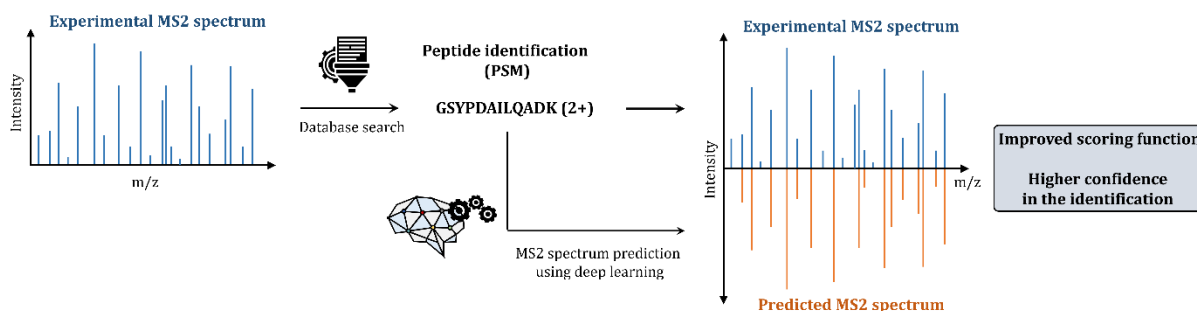 Experimental MS2 spectrum
Intensity
m/z
Database search
Peptide identification
(PSM)
GSYPDAILQADK (2+)
MS2 spectrum prediction
using deep learning
Experimental MS2 spectrum
Intensity
m/z
Predicted MS2 spectrum
Improved scoring function
Higher confidence
in the identification